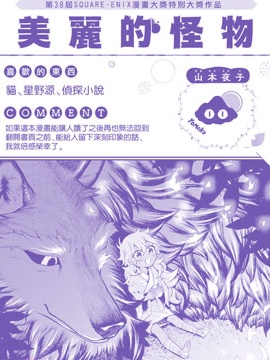 第38屆SQUARE-ENIX漫畫大獎特別大獎作品
美麗的怪物
喜歡的東西
貓、星野源、偵探小說
COMMENT
如果這本漫畫能讓人讀了之後再也無法回到
翻開書頁之前、能給人留下深刻印象的話、
我就倍感榮幸了。
山本夜子
Yoruko